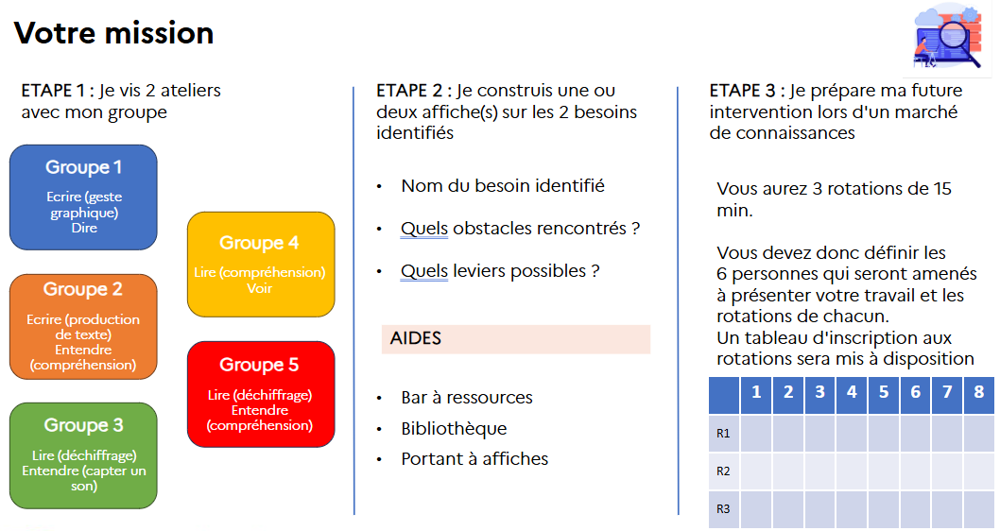 Votre mission
ETAPE 1 : Je vis 2 ateliers
avec mon groupe
Groupe 1
Ecrire (geste
graphique)
Dire
Groupe 2
Ecrire (production
de texte)
Entendre
(compréhension)
Groupe 3
Lire (déchiffrage)
Entendre (capter un
son)
Groupe 4
Lire (compréhension)
Voir
Groupe 5
Lire (déchiffrage)
Entendre
(compréhension)
ETAPE 2 : Je construis une ou
deux affiche(s) sur les 2 besoins
identifiés
• Nom du besoin identifié
• Quels obstacles rencontrés ?
• Quels leviers possibles ?
AIDES
• Bar à ressources
• Bibliothèque
• Portant à affiches
ETAPE 3 : Je prépare ma future
intervention lors d'un marché
de connaissances
Vous aurez 3 rotations de 15
min.
Vous devez donc définir les
6 personnes qui seront amenés
à présenter votre travail et les
rotations de chacun.
Un tableau d'inscription aux
rotations sera mis à disposition
1 2 3 4 5 6 7 8
R1
R2
R3